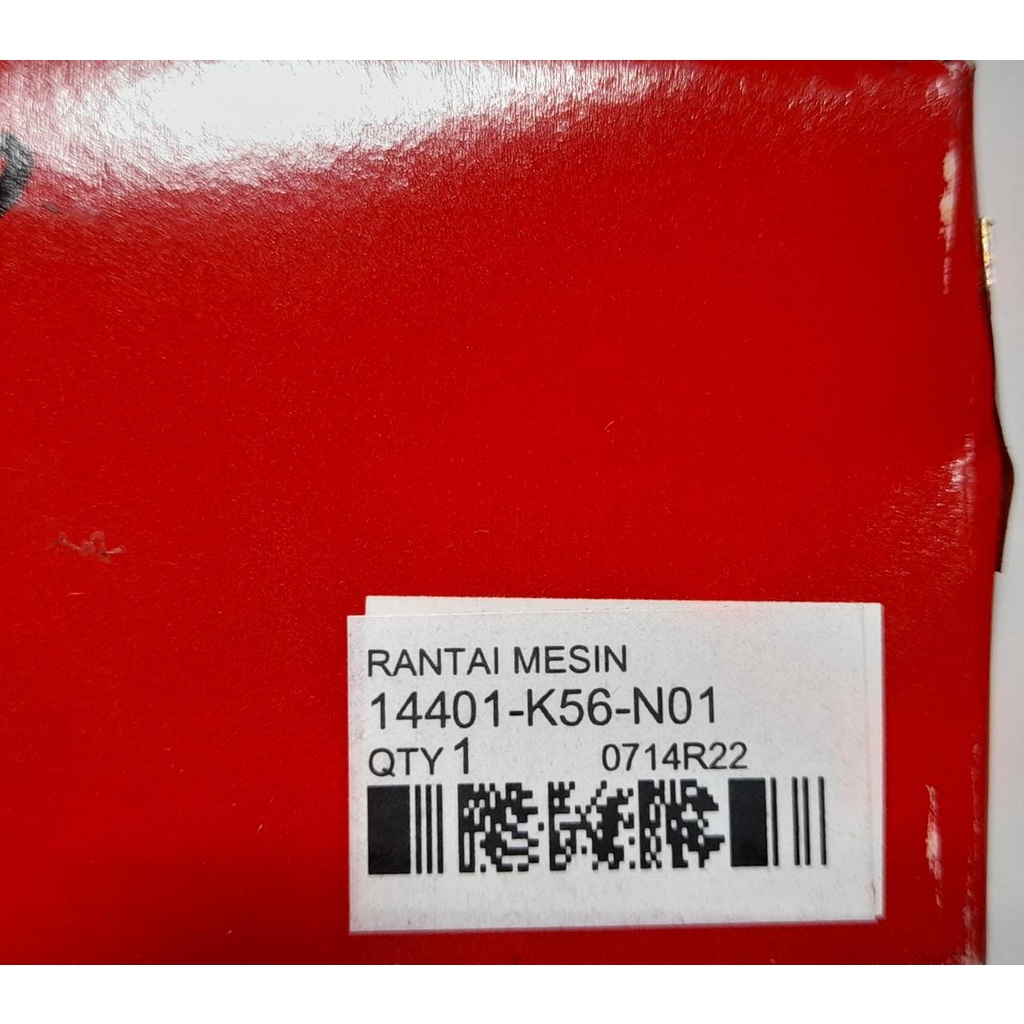 RANTAI MESIN
14401-K56-N01
QTY 1 0714R22